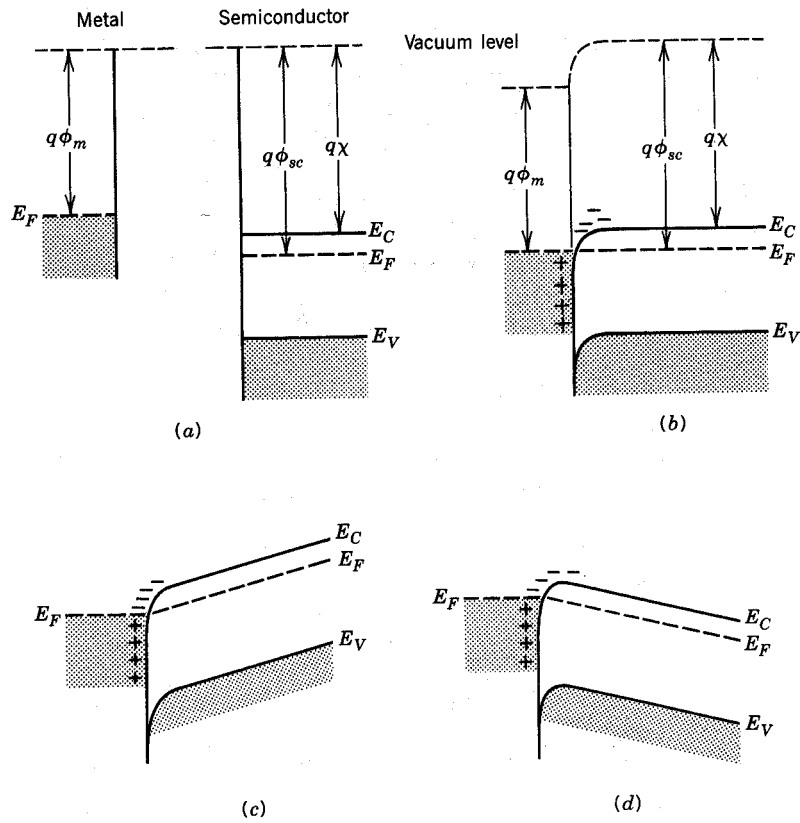 Metal
Semiconductor
Vacuum level
qϕm
qϕsc
qχ
EF
EC
EF
EV
(a)
qϕm
qϕsc
qχ
EC
EF
EV
(b)
EC
EF
EF
EV
(c)
EF
EC
EF
EV
(d)